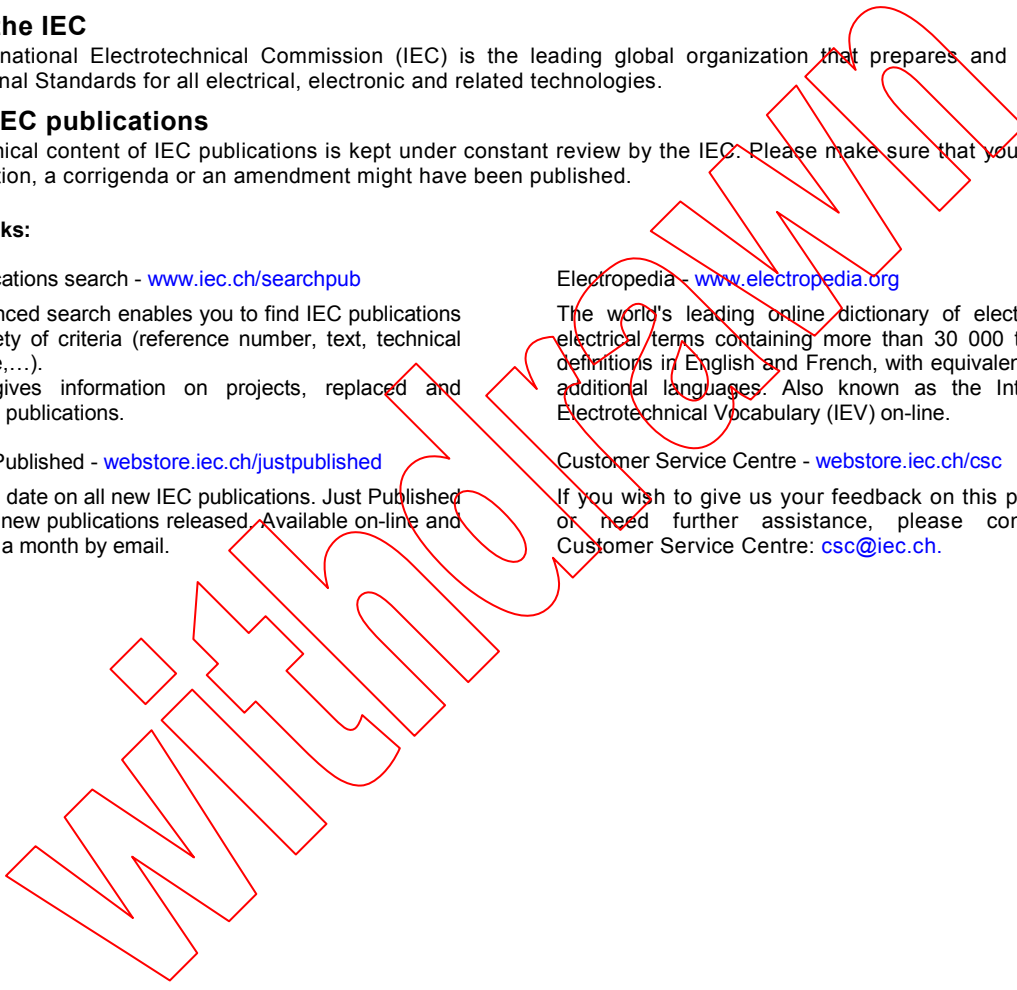 the IEC
national Electrotechnical Commission (IEC) is the leading global organization that prepares and
nal Standards for all electrical, electronic and related technologies.
EC publications
nical content of IEC publications is kept under constant review by the IEC. Please make sure that you
tion, a corrigenda or an amendment might have been published.
ks:
cations search - www.iec.ch/searchpub
nced search enables you to find IEC publications
ety of criteria (reference number, text, technical
e,…).
gives information on projects, replaced and
publications.
Published - webstore.iec.ch/justpublished
date on all new IEC publications. Just Published
new publications released. Available on-line and
a month by email.
Electropedia - www.electropedia.org
The world's leading online dictionary of elect
electrical terms containing more than 30 000 t
definitions in English and French, with equivalen
additional languages. Also known as the Int
Electrotechnical Vocabulary (IEV) on-line.
Customer Service Centre - webstore.iec.ch/csc
If you wish to give us your feedback on this p
or need further assistance, please con
Customer Service Centre: csc@iec.ch.
withdrawn